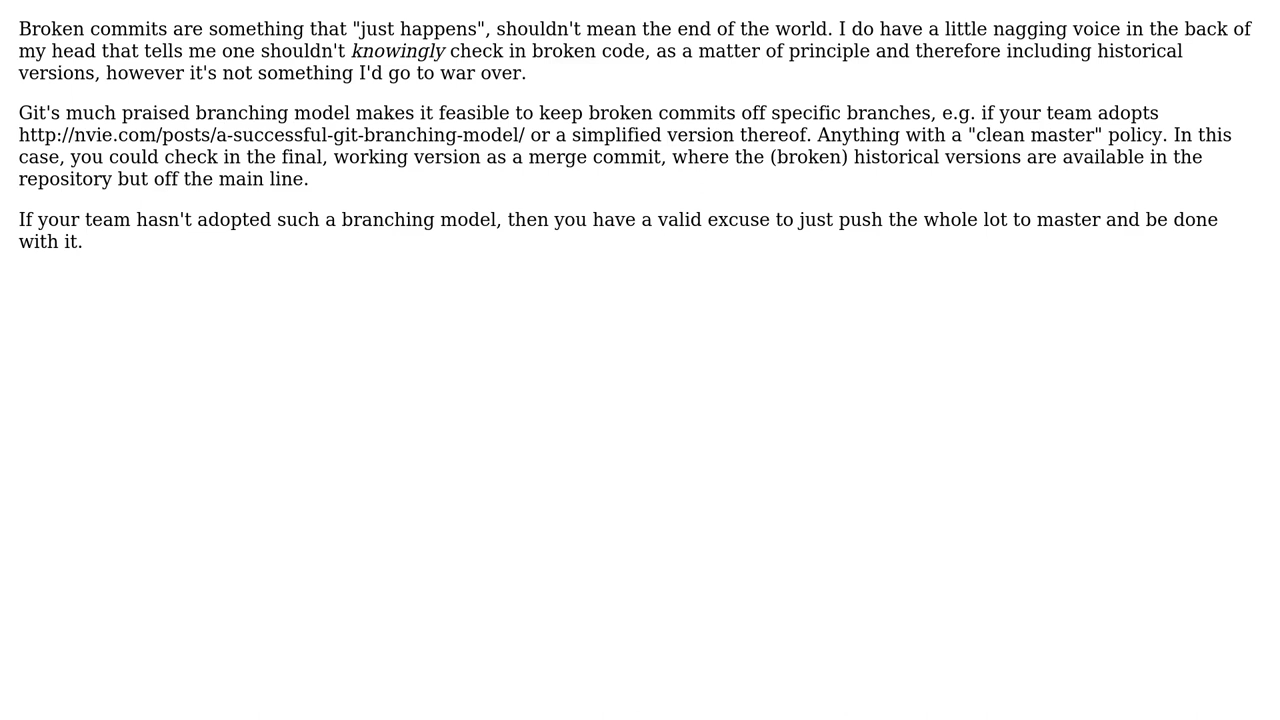 Broken commits are something that "just happens", shouldn't mean the end of the world. I do have a little nagging voice in the back of
my head that tells me one shouldn't knowingly check in broken code, as a matter of principle and therefore including historical
versions, however it's not something I'd go to war over.
Git's much praised branching model makes it feasible to keep broken commits off specific branches, e.g. if your team adopts
http://nvie.com/posts/a-successful-git-branching-model/ or a simplified version thereof. Anything with a "clean master" policy. In this
case, you could check in the final, working version as a merge commit, where the (broken) historical versions are available in the
repository but off the main line.
If your team hasn't adopted such a branching model, then you have a valid excuse to just push the whole lot to master and be done
with it.